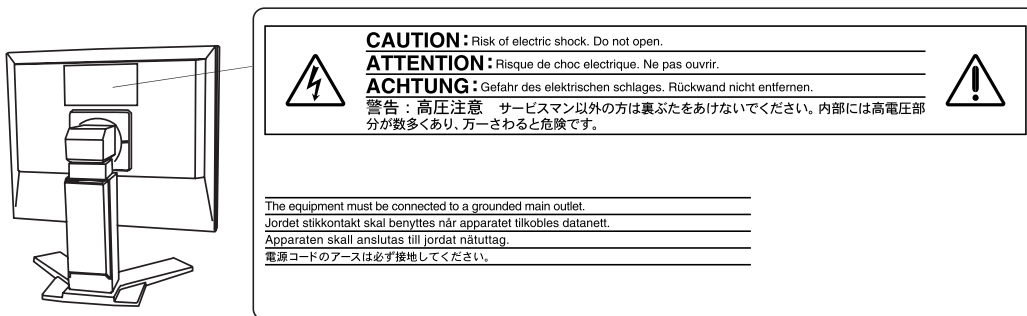 CAUTION: Risk of electric shock. Do not open.
ATTENTION: Risque de choc electrique. Ne pas ouvrir.
ACHTUNG: Gefahr des elektrischen schlages. Rückwand nicht entfernen.
警告：高圧注意 サービスマン以外の方は裏ぶたをあけないでください。内部には高電圧部
分が数多くあり、万一さわると危険です。
The equipment must be connected to a grounded main outlet.
Jordet stikkontakt skal benyttes når apparatet tilkobles datanett.
Apparaten skall anslutas till jordat nätuttag.
電源コードのアースは必ず接地してください。